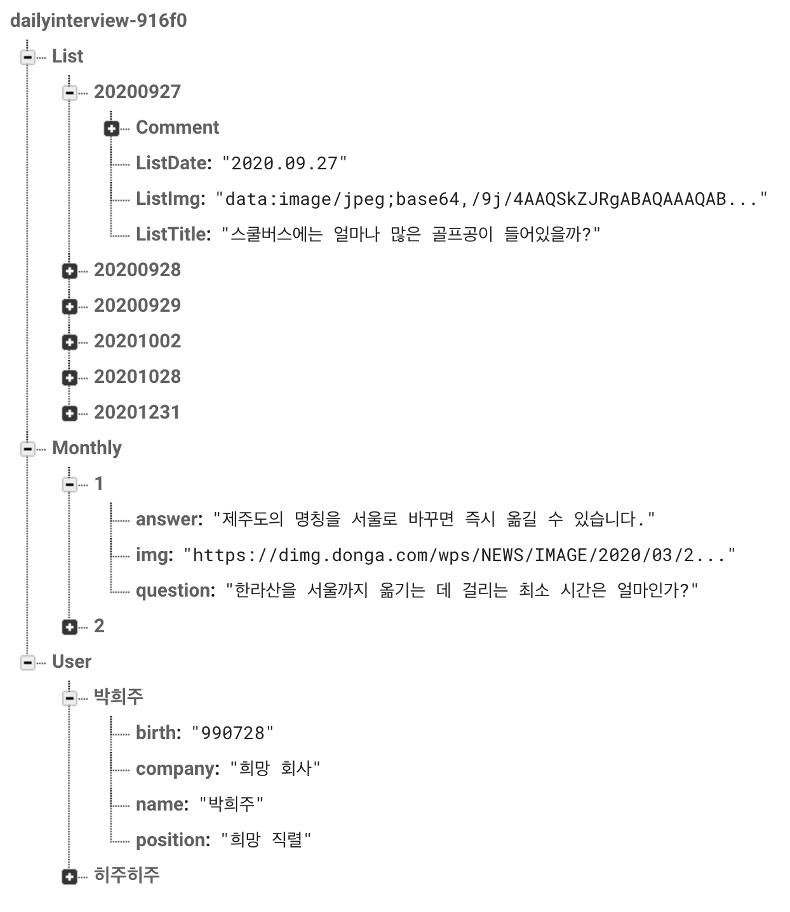 dailyinterview-916f0
List
20200927
Comment
ListDate: "2020.09.27"
ListImg: "data:image/jpeg;base64,/9j/4AAQSkZJRgABAQAAAQAB..."
ListTitle: "스쿨버스에는 얼마나 많은 골프공이 들어있을까?"
20200928
20200929
20201002
20201028
20201231
Monthly
1
answer: "제주도의 명칭을 서울로 바꾸면 즉시 옮길 수 있습니다."
img: "https://dimg.donga.com/wps/NEWS/IMAGE/2020/03/2..."
question: "한라산을 서울까지 옮기는 데 걸리는 최소 시간은 얼마인가?"
2
User
박희주
birth: "990728"
company: "희망 회사"
name: "박희주"
position: "희망 직렬"
히주히주